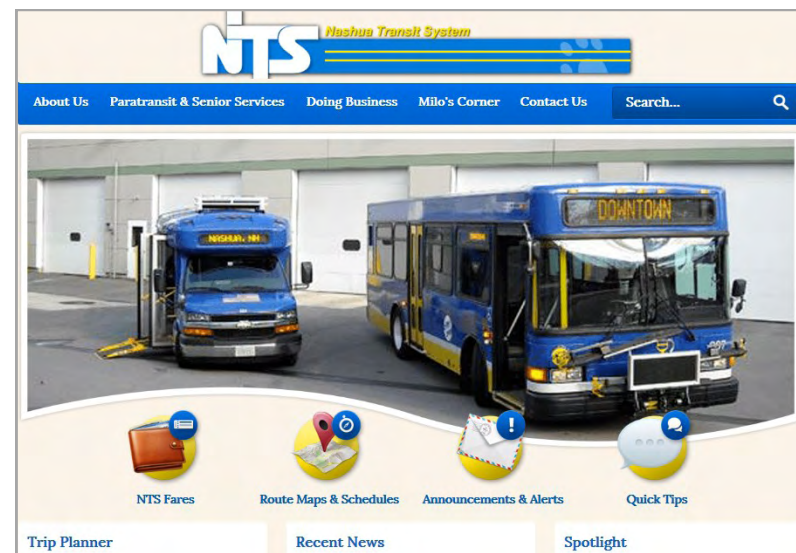 Nashua Transit System
NTS
About Us Paratransit & Senior Services Doing Business Milo's Corner Contact Us Search...
NASHUA, NH
DOWNTOWN
NTS Fares Route Maps & Schedules Announcements & Alerts Quick Tips
Trip Planner Recent News Spotlight